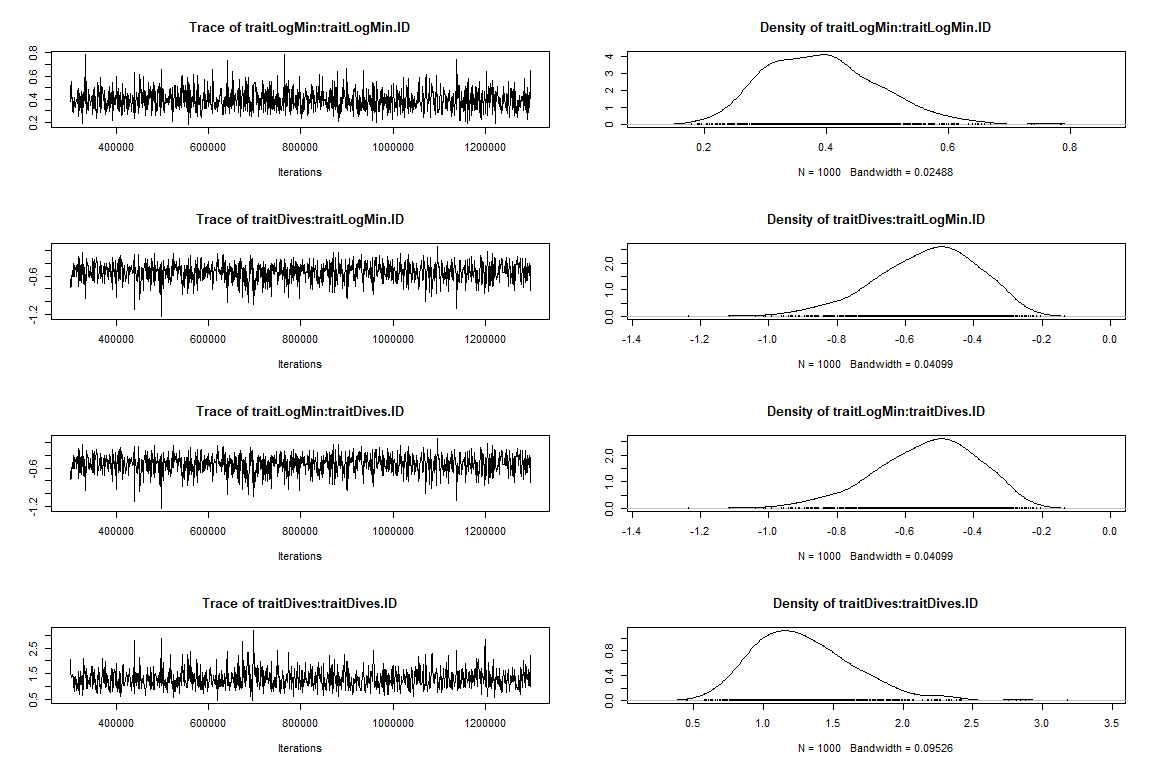 Trace of traitLogMin:traitLogMin.ID
0.2 0.4 0.6 0.8
400000 600000 800000 1000000 1200000
Iterations
Density of traitLogMin:traitLogMin.ID
0 1 2 3 4
0.2 0.4 0.6 0.8
N = 1000 Bandwidth = 0.02488
Trace of traitDives:traitLogMin.ID
-1.2 -0.6
400000 600000 800000 1000000 1200000
Iterations
Density of traitDives:traitLogMin.ID
0.0 1.0 2.0
-1.4 -1.2 -1.0 -0.8 -0.6 -0.4 -0.2 0.0
N = 1000 Bandwidth = 0.04099
Trace of traitLogMin:traitDives.ID
-1.2 -0.6
400000 600000 800000 1000000 1200000
Iterations
Density of traitLogMin:traitDives.ID
0.0 1.0 2.0
-1.4 -1.2 -1.0 -0.8 -0.6 -0.4 -0.2 0.0
N = 1000 Bandwidth = 0.04099
Trace of traitDives:traitDives.ID
0.5 1.5 2.5
400000 600000 800000 1000000 1200000
Iterations
Density of traitDives:traitDives.ID
0.0 0.4 0.8
0.5 1.0 1.5 2.0 2.5 3.0 3.5
N = 1000 Bandwidth = 0.09526